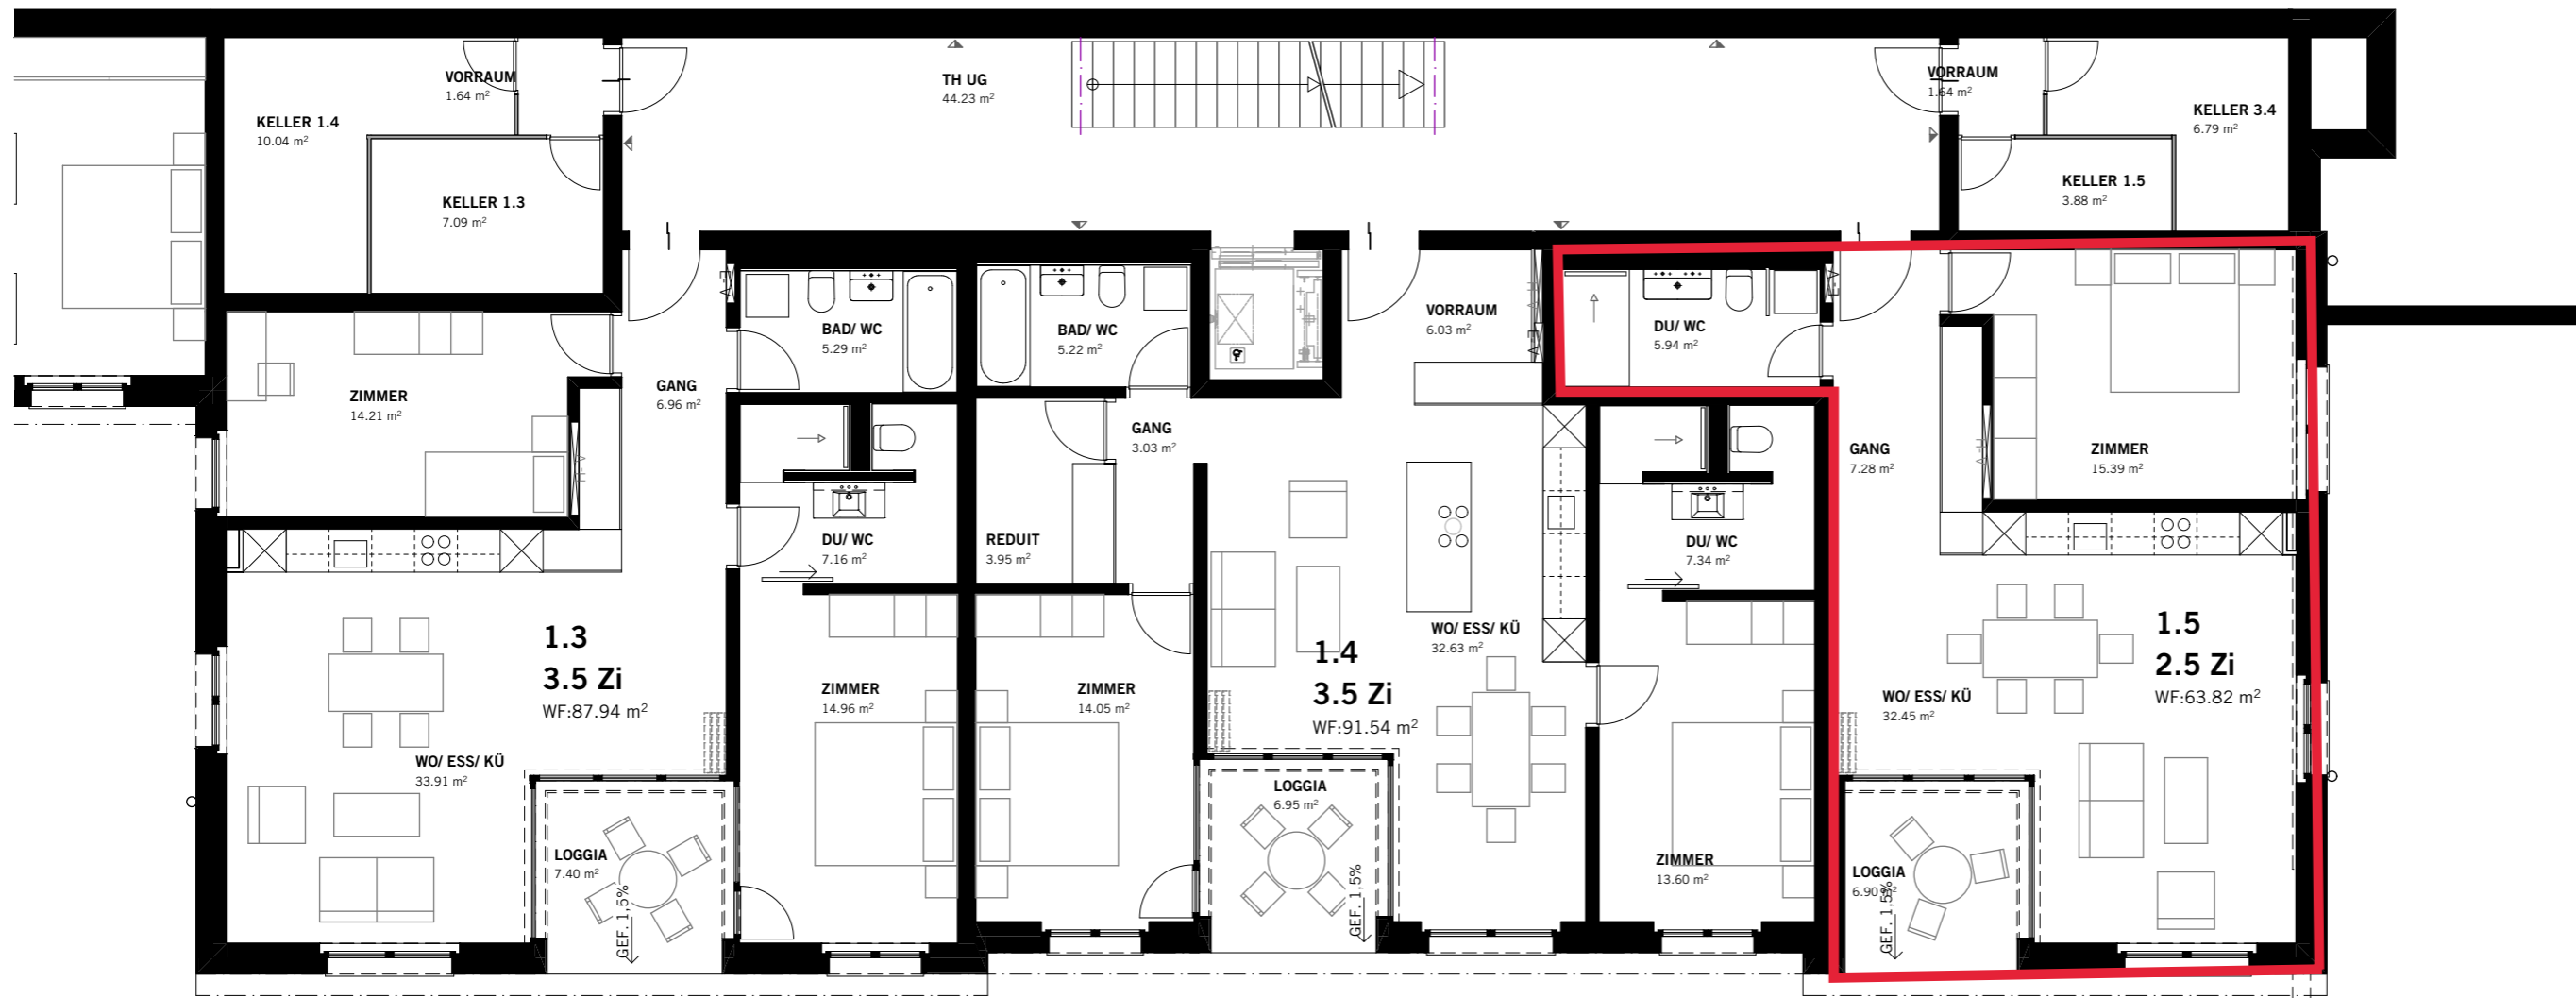 VORRAUM
1.64 m²
KELLER 1.4
10.04 m²
KELLER 1.3
7.09 m²
TH UG
44.23 m²
VORRAUM
1.64 m²
KELLER 3.4
6.79 m²
KELLER 1.5
3.88 m²
ZIMMER
14.21 m²
GANG
6.96 m²
BAD/ WC
5.29 m²
BAD/ WC
5.22 m²
VORRAUM
6.03 m²
DU/ WC
5.94 m²
GANG
3.03 m²
GANG
7.28 m²
ZIMMER
15.39 m²
DU/ WC
7.16 m²
REDUIT
3.95 m²
DU/ WC
7.34 m²
1.3
3.5 Zi
WF:87.94 m²
WO/ ESS/ KÜ
33.91 m²
ZIMMER
14.96 m²
ZIMMER
14.05 m²
WO/ ESS/ KÜ
32.63 m²
1.4
3.5 Zi
WF:91.54 m²
1.5
2.5 Zi
WF:63.82 m²
WO/ ESS/ KÜ
32.45 m²
LOGGIA
7.40 m²
GEF. 1,5%
LOGGIA
6.95 m²
GEF. 1,5%
ZIMMER
13.60 m²
LOGGIA
6.90 m²
GEF. 1,5%